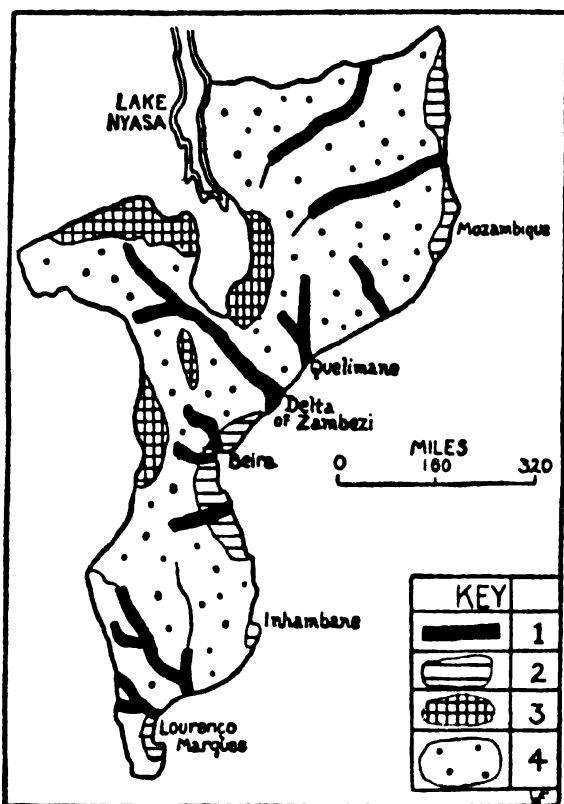 LAKE
NYASA
Mozambique
Quelimane
Delta
of Zambezi
Beira
MILES
0 160 320
Inhambane
Lourenço
Marques
KEY
1
2
3
4